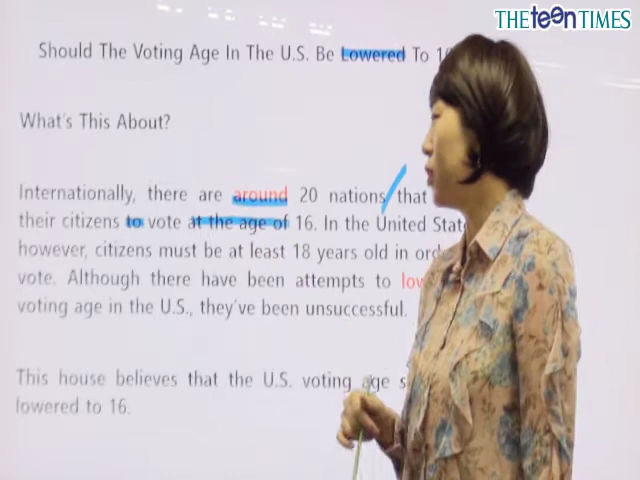 THE teen TIMES
Should The Voting Age In The U.S. Be Lowered To
What's This About?
Internationally, there are around 20 nations that
their citizens to vote at the age of 16. In the United
however, citizens must be at least 18 years old in
vote. Although there have been attempts to
voting age in the U.S., they've been unsuccessful.
This house believes that the U.S. voting age
lowered to 16.